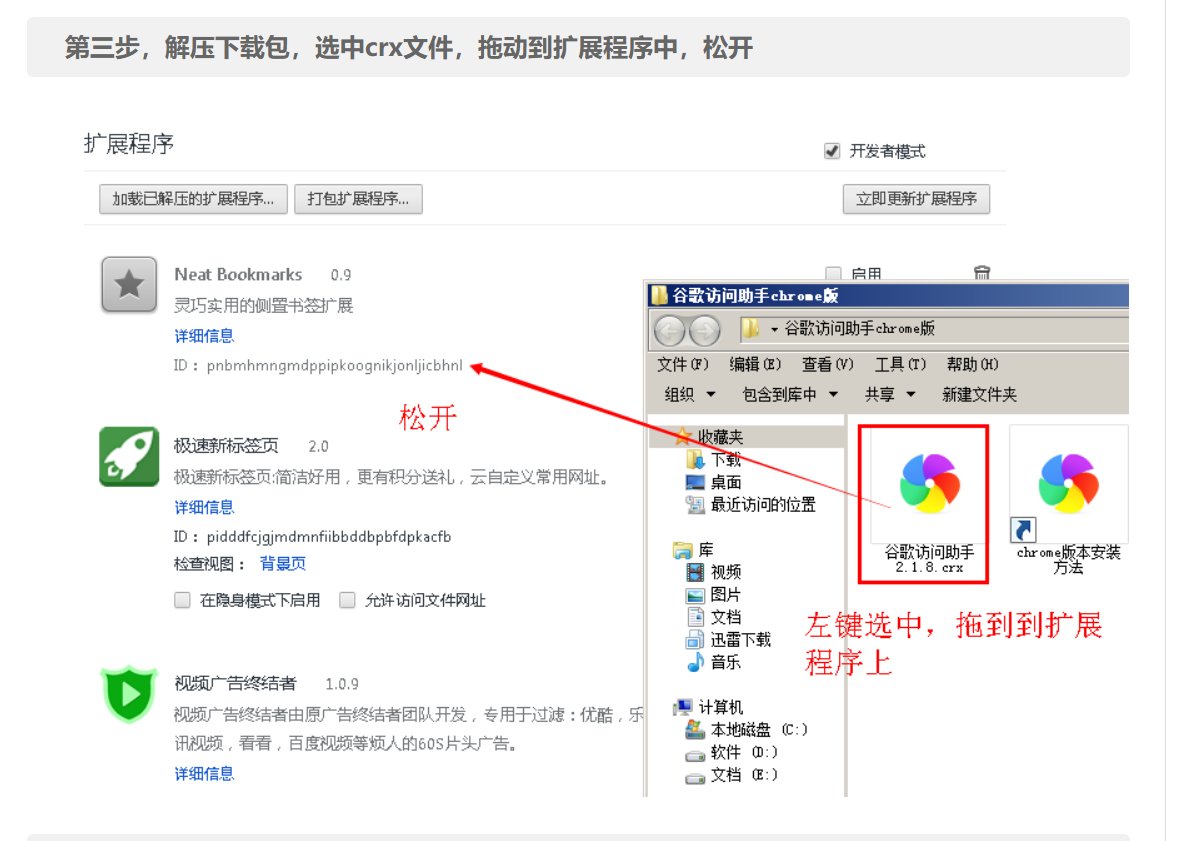 第三步，解压下载包，选中crx文件，拖动到扩展程序中，松开
扩展程序
开发者模式
加载已解压的扩展程序...
打包扩展程序...
立即更新扩展程序
Neat Bookmarks 0.9
启用
灵巧实用的侧置书签扩展
详细信息
ID： pnbmhmngmdppipkoognikjonljicbhnl
松开
极速新标签页 2.0
极速新标签页:简洁好用，更有积分送礼，云自定义常用网址。
详细信息
ID： pidddfcjgjmdmnfiibbddbpbfdpkacfb
检查视图： 背景页
在隐身模式下启用 允许访问文件网址
视频广告终结者 1.0.9
视频广告终结者由原广告终结者团队开发，专用于过滤：优酷，乐
讯视频，看看，百度视频等烦人的60S片头广告。
详细信息
谷歌访问助手chrome版
谷歌访问助手chrome版
文件(F) 编辑(E) 查看(V) 工具(T) 帮助(H)
组织 包含到库中 共享 新建文件夹
收藏夹
下载
桌面
最近访问的位置
库
视频
图片
文档
迅雷下载
音乐
计算机
本地磁盘 (C:)
软件 (D:)
文档 (E:)
谷歌访问助手
2.1.8.crx
chrome版本安装
方法
左键选中，拖到到扩展
程序上